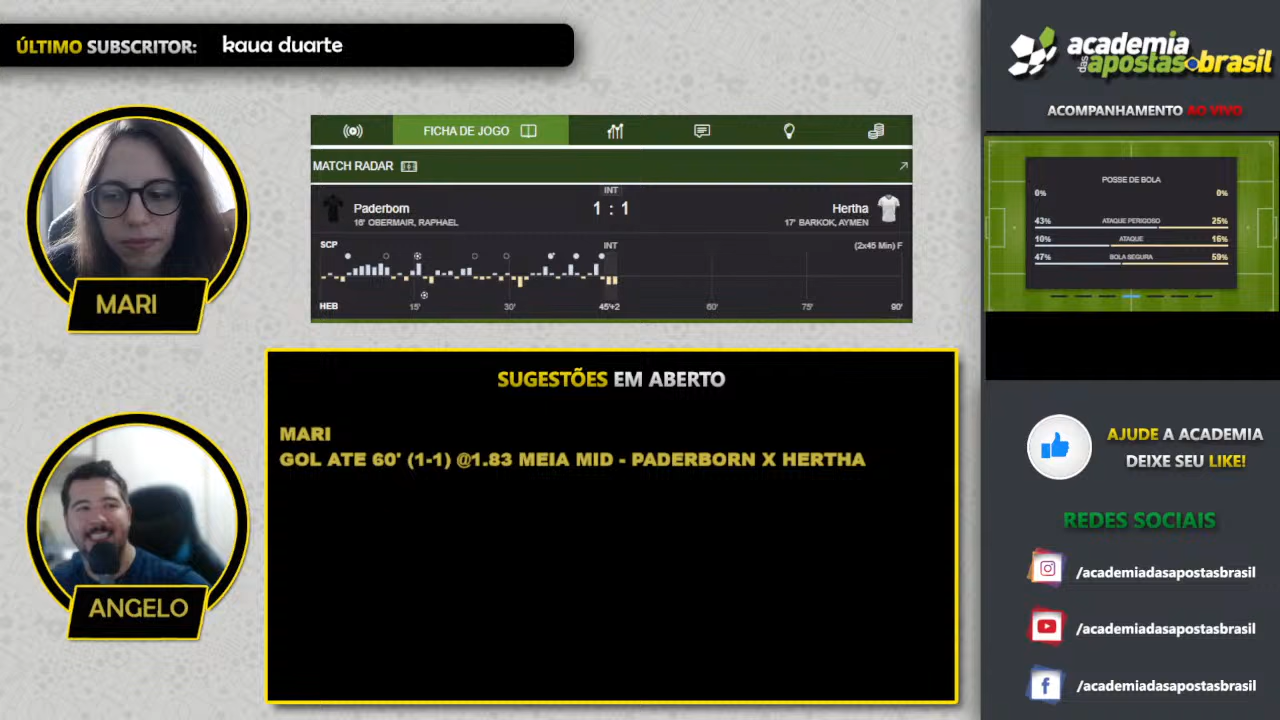 ÚLTIMO SUBSCRITOR: kaua duarte
MARI
ANGELO
FICHA DE JOGO
MATCH RADAR
INT
Paderborn 1 : 1 Hertha
16' OBERMAIR, RAPHAEL 17' BARKOK, AYMEN
SCP INT (2x45 Min) F
HEB 15' 30' 45'+2 60' 75' 90'
SUGESTÕES EM ABERTO
MARI
GOL ATE 60' (1-1) @1.83 MEIA MID - PADERBORN X HERTHA
academia
das apostas brasil
ACOMPANHAMENTO AO VIVO
POSSE DE BOLA
0% 0%
43% ATAQUE PERIGOSO 25%
10% ATAQUE 16%
47% BOLA SEGURA 59%
AJUDE A ACADEMIA
DEIXE SEU LIKE!
REDES SOCIAIS
/academiadasapostasbrasil
/academiadasapostasbrasil
/academiadasapostasbrasil